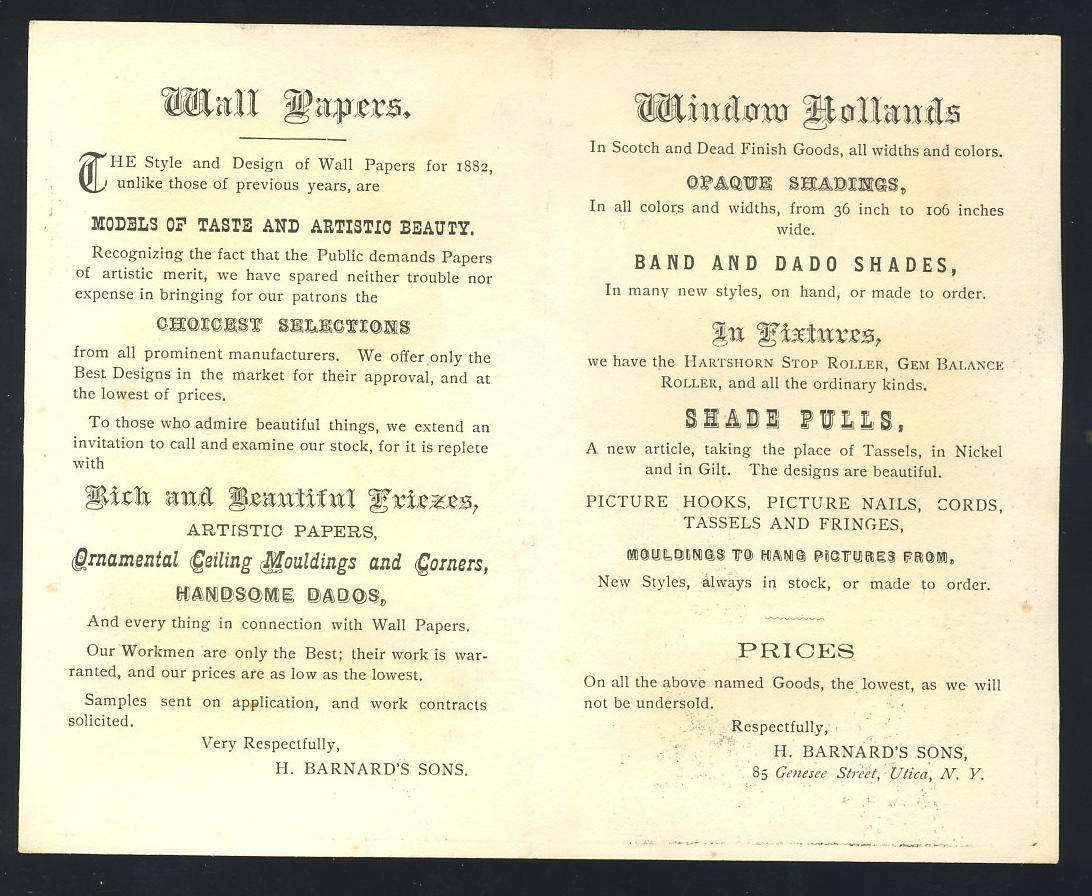 Wall Papers.
THE Style and Design of Wall Papers for 1882,
unlike those of previous years, are
MODELS OF TASTE AND ARTISTIC BEAUTY.
Recognizing the fact that the Public demands Papers
of artistic merit, we have spared neither trouble nor
expense in bringing for our patrons the
CHOICEST SELECTIONS
from all prominent manufacturers. We offer only the
Best Designs in the market for their approval, and at
the lowest of prices.
To those who admire beautiful things, we extend an
invitation to call and examine our stock, for it is replete
with
Rich and Beautiful Friezes,
ARTISTIC PAPERS,
Ornamental Ceiling Mouldings and Corners,
HANDSOME DADOS,
And every thing in connection with Wall Papers.
Our Workmen are only the Best; their work is war-
ranted, and our prices are as low as the lowest.
Samples sent on application, and work contracts
solicited.
Very Respectfully,
H. BARNARD'S SONS.
Window Hollands
In Scotch and Dead Finish Goods, all widths and colors.
OPAQUE SHADINGS,
In all colors and widths, from 36 inch to 106 inches
wide.
BAND AND DADO SHADES,
In many new styles, on hand, or made to order.
In Fixtures,
we have the HARTSHORN STOP ROLLER, GEM BALANCE
ROLLER, and all the ordinary kinds.
SHADE PULLS,
A new article, taking the place of Tassels, in Nickel
and in Gilt. The designs are beautiful.
PICTURE HOOKS, PICTURE NAILS, CORDS,
TASSELS AND FRINGES,
MOULDINGS TO HANG PICTURES FROM,
New Styles, always in stock, or made to order.
PRICES
On all the above named Goods, the lowest, as we will
not be undersold.
Respectfully,
H. BARNARD'S SONS,
85 Genesee Street, Utica, N. Y.